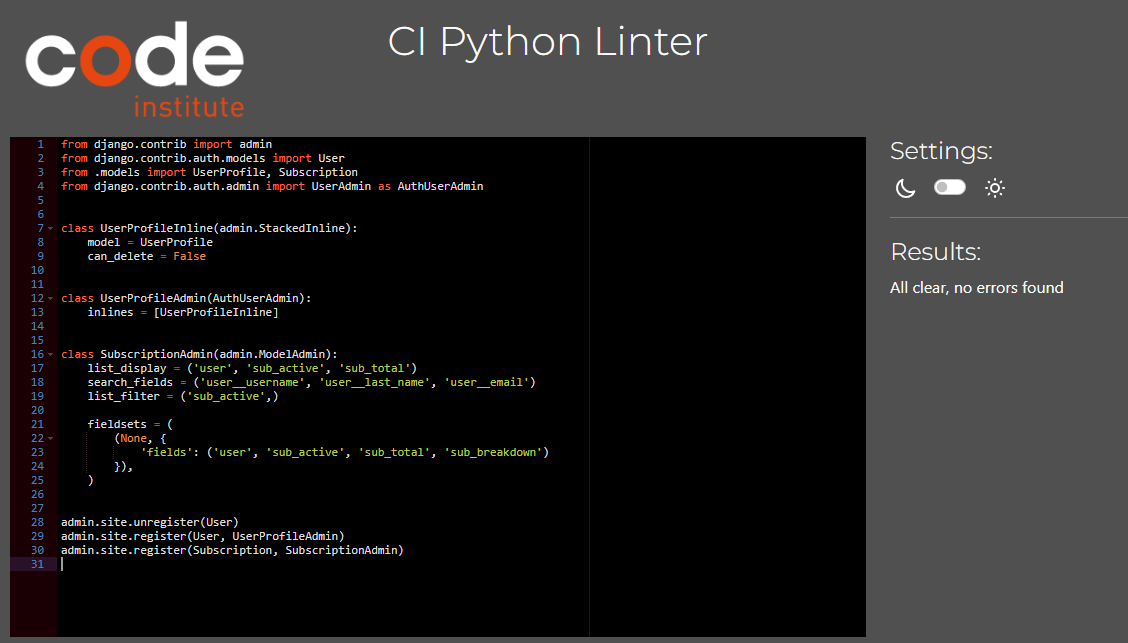 code
institute
CI Python Linter
1 from django.contrib import admin
2 from django.contrib.auth.models import User
3 from .models import UserProfile, Subscription
4 from django.contrib.auth.admin import UserAdmin as AuthUserAdmin
5
6
7 class UserProfileInline(admin.StackedInline):
8     model = UserProfile
9     can_delete = False
10
11
12 class UserProfileAdmin(AuthUserAdmin):
13     inlines = [UserProfileInline]
14
15
16 class SubscriptionAdmin(admin.ModelAdmin):
17     list_display = ('user', 'sub_active', 'sub_total')
18     search_fields = ('user__username', 'user__last_name', 'user__email')
19     list_filter = ('sub_active',)
20
21     fieldsets = (
22         (None, {
23             'fields': ('user', 'sub_active', 'sub_total', 'sub_breakdown')
24         }),
25     )
26
27
28 admin.site.unregister(User)
29 admin.site.register(User, UserProfileAdmin)
30 admin.site.register(Subscription, SubscriptionAdmin)
31
Settings:
Results:
All clear, no errors found